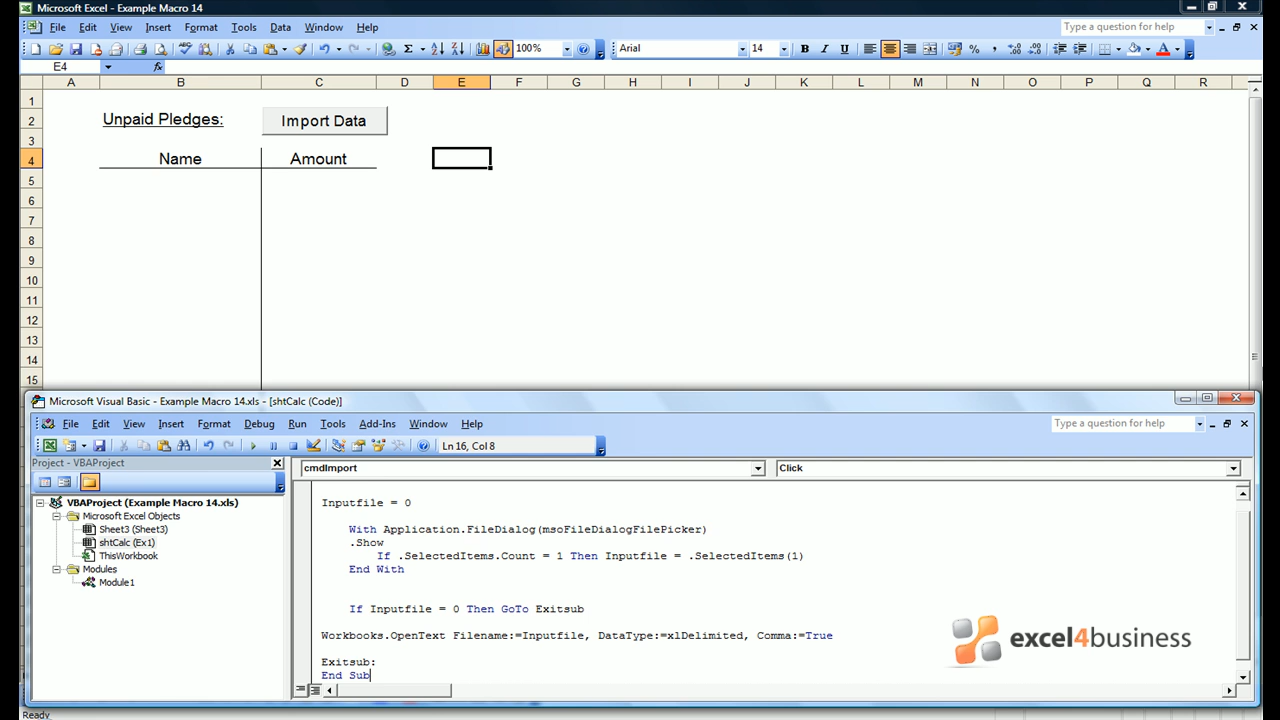 Microsoft Excel - Example Macro 14
File Edit View Insert Format Tools Data Window Help Type a question for help
100% Arial 14
E4 fx
A B C D E F G H I J K L M N O P Q R
1
2 Unpaid Pledges: Import Data
3
4 Name Amount
5
6
7
8
9
10
11
12
13
14
15
Microsoft Visual Basic - Example Macro 14.xls - [shtCalc (Code)]
File Edit View Insert Format Debug Run Tools Add-Ins Window Help Type a question for help
Ln 16, Col 8
Project - VBAProject
cmdImport Click
VBAProject (Example Macro 14.xls)
Microsoft Excel Objects
Sheet3 (Sheet3)
shtCalc (Ex1)
ThisWorkbook
Modules
Module1
Inputfile = 0
With Application.FileDialog(msoFileDialogFilePicker)
.Show
If .SelectedItems.Count = 1 Then Inputfile = .SelectedItems(1)
End With
If Inputfile = 0 Then GoTo Exitsub
Workbooks.OpenText Filename:=Inputfile, DataType:=xlDelimited, Comma:=True
Exitsub:
End Sub
excel4business
Ready